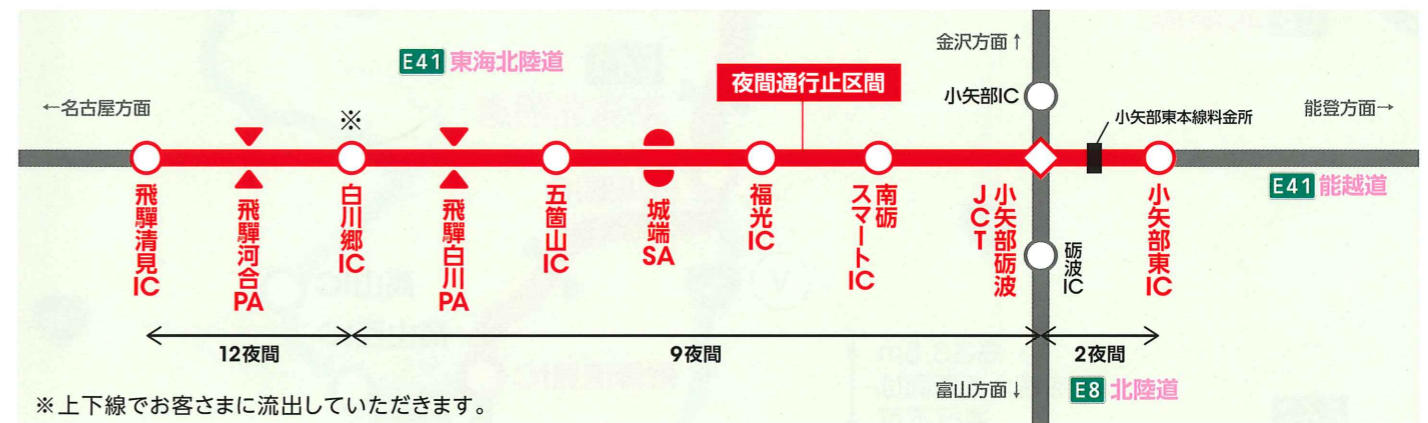 E41 東海北陸道
←名古屋方面
夜間通行止区間
金沢方面↑
小矢部IC
小矢部東本線料金所
能登方面→
※
飛驒清見IC
飛驒河合PA
白川郷IC
飛驒白川PA
五箇山IC
城端SA
福光IC
南砺
スマートIC
小矢部砺波
JCT
砺波IC
小矢部東IC
E41 能越道
12夜間
9夜間
2夜間
富山方面↓
E8 北陸道
※上下線でお客さまに流出していただきます。